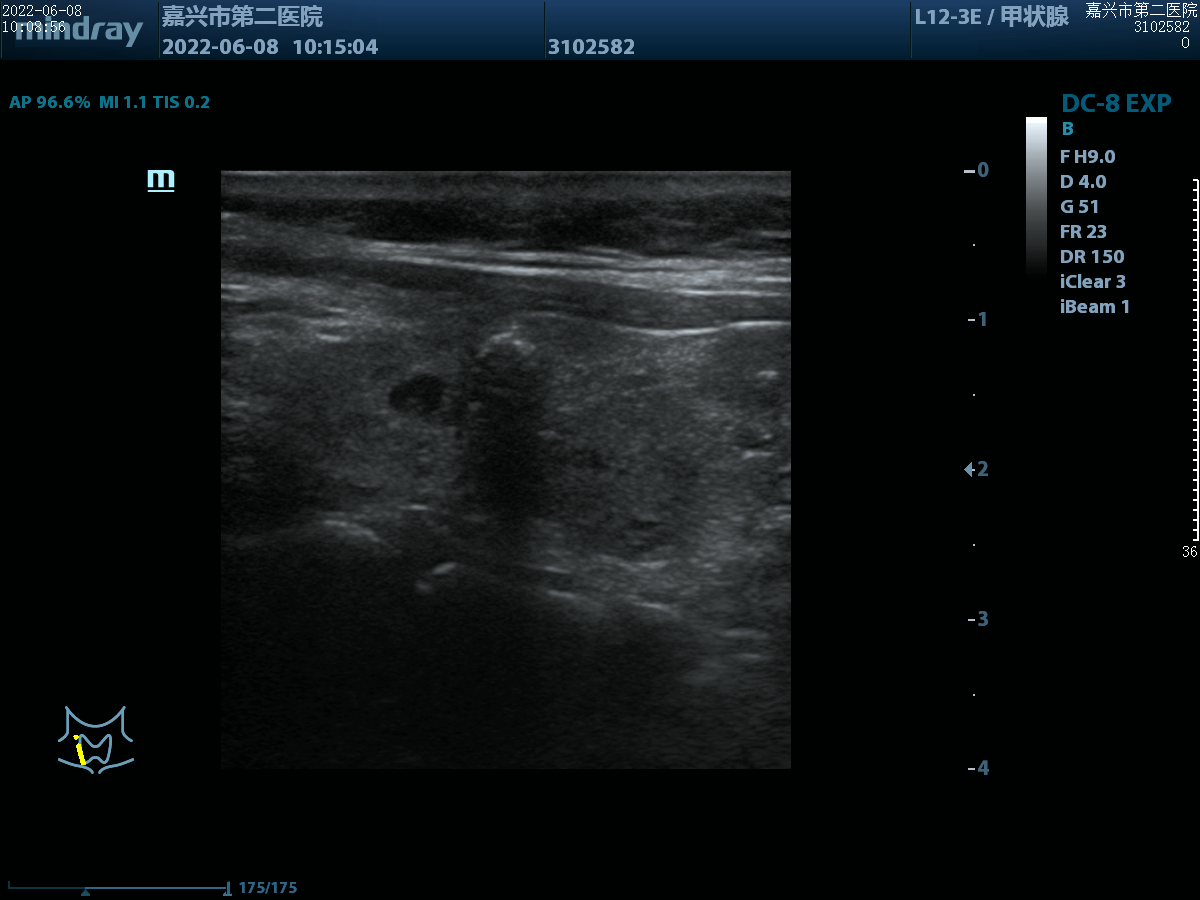 2022-06-08
10:08:56
mindray
嘉兴市第二医院
2022-06-08 10:15:04
3102582
L12-3E / 甲状腺
嘉兴市第二医院
3102582
0
AP 96.6% MI 1.1 TIS 0.2
DC-8 EXP
B
F H9.0
D 4.0
G 51
FR 23
DR 150
iClear 3
iBeam 1
m
0
1
2
3
4
36
175/175